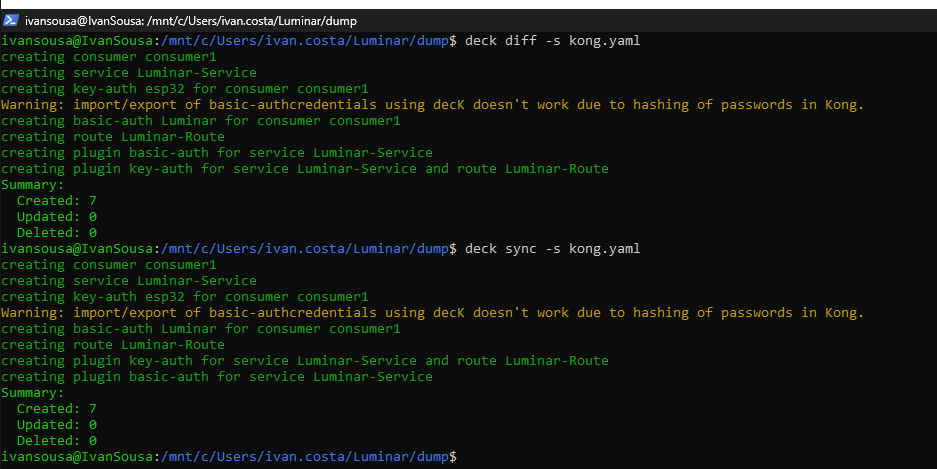 ivansousa@IvanSousa: /mnt/c/Users/ivan.costa/Luminar/dump
ivansousa@IvanSousa:/mnt/c/Users/ivan.costa/Luminar/dump$ deck diff -s kong.yaml
creating consumer consumer1
creating service Luminar-Service
creating key-auth esp32 for consumer consumer1
Warning: import/export of basic-authcredentials using decK doesn't work due to hashing of passwords in Kong.
creating basic-auth Luminar for consumer consumer1
creating route Luminar-Route
creating plugin basic-auth for service Luminar-Service
creating plugin key-auth for service Luminar-Service and route Luminar-Route
Summary:
  Created: 7
  Updated: 0
  Deleted: 0
ivansousa@IvanSousa:/mnt/c/Users/ivan.costa/Luminar/dump$ deck sync -s kong.yaml
creating consumer consumer1
creating service Luminar-Service
creating key-auth esp32 for consumer consumer1
Warning: import/export of basic-authcredentials using decK doesn't work due to hashing of passwords in Kong.
creating basic-auth Luminar for consumer consumer1
creating route Luminar-Route
creating plugin key-auth for service Luminar-Service and route Luminar-Route
creating plugin basic-auth for service Luminar-Service
Summary:
  Created: 7
  Updated: 0
  Deleted: 0
ivansousa@IvanSousa:/mnt/c/Users/ivan.costa/Luminar/dump$